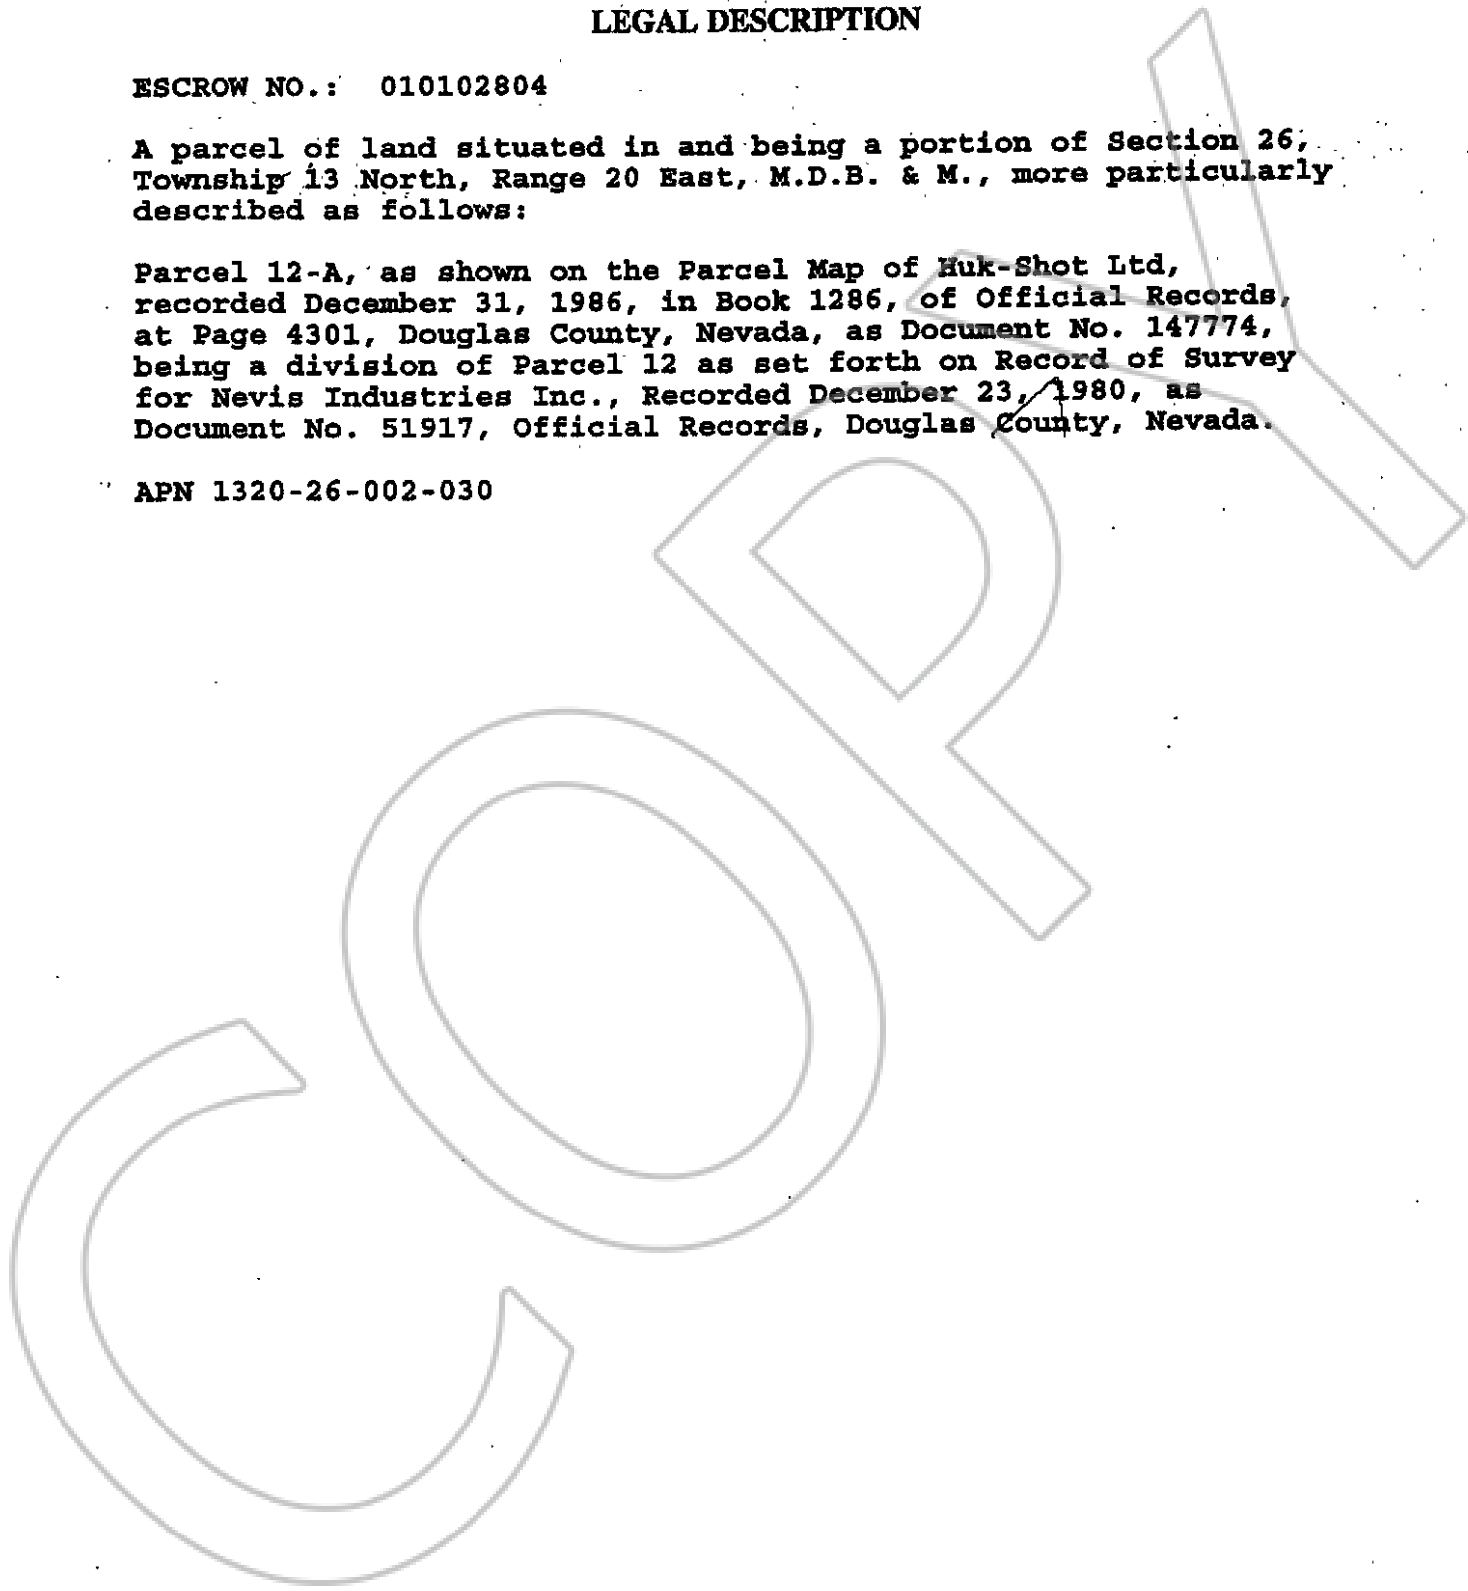 LEGAL DESCRIPTION
ESCROW NO.: 010102804
A parcel of land situated in and being a portion of Section 26,
Township 13 North, Range 20 East, M.D.B. & M., more particularly
described as follows:
Parcel 12-A, as shown on the Parcel Map of Huk-Shot Ltd,
recorded December 31, 1986, in Book 1286, of Official Records,
at Page 4301, Douglas County, Nevada, as Document No. 147774,
being a division of Parcel 12 as set forth on Record of Survey
for Nevis Industries Inc., Recorded December 23, 1980, as
Document No. 51917, Official Records, Douglas County, Nevada.
APN 1320-26-002-030
COPY